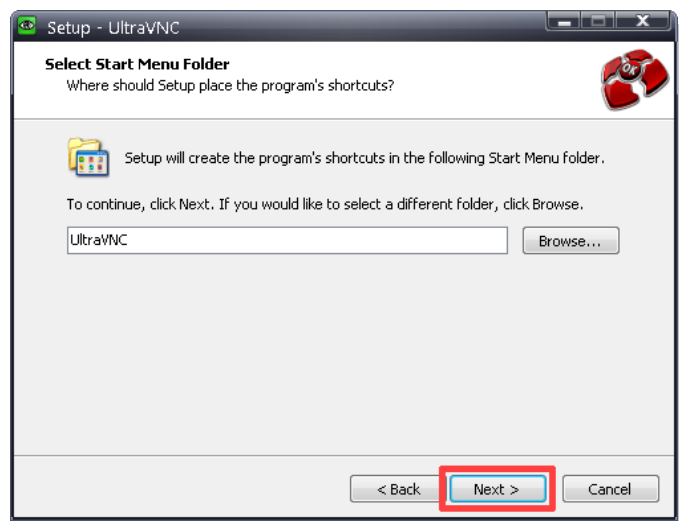 Setup - UltraVNC
Select Start Menu Folder
Where should Setup place the program's shortcuts?
OK
Setup will create the program's shortcuts in the following Start Menu folder.
To continue, click Next. If you would like to select a different folder, click Browse.
UltraVNC
Browse...
< Back
Next >
Cancel